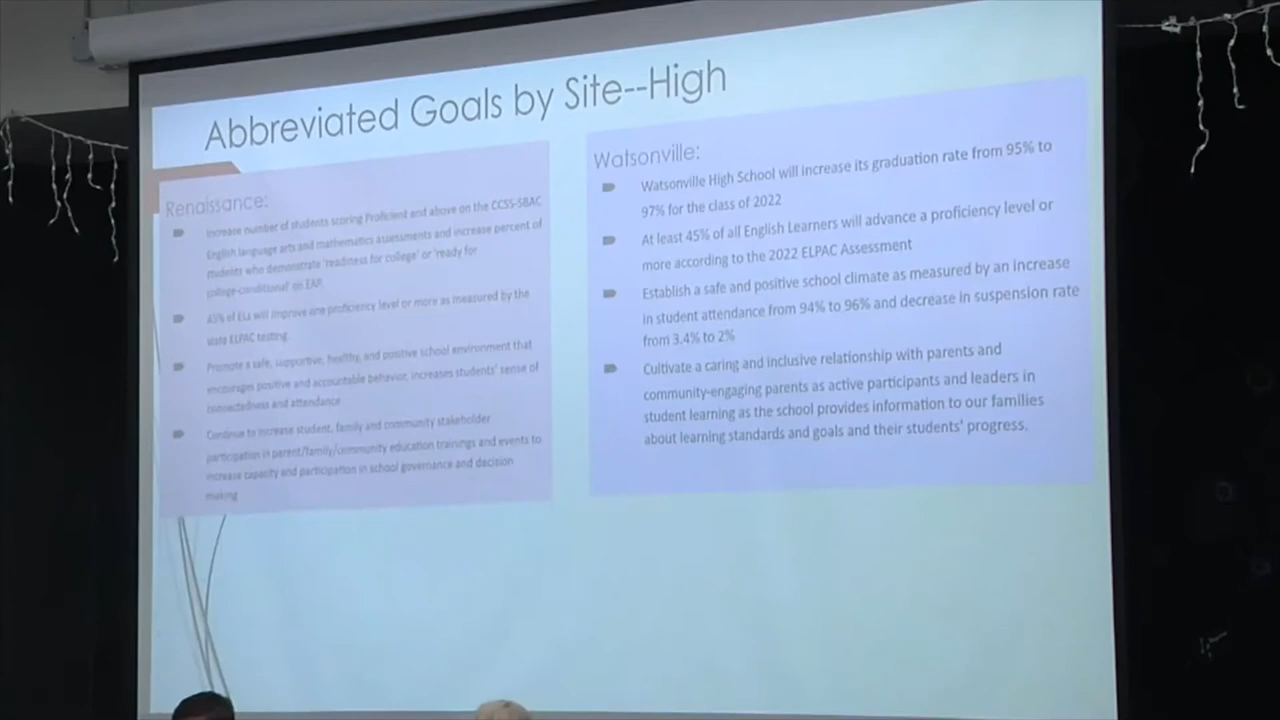 Abbreviated Goals by Site--High
Renaissance:
Increase number of students scoring Proficient and above on the CCSS-SBAC
English language arts and mathematics assessments and increase percent of
students who demonstrate 'readiness for college' or 'ready for
college-conditional' on EAP.
45% of ELs will improve one proficiency level or more as measured by the
state ELPAC testing.
Promote a safe, supportive, healthy, and positive school environment that
encourages positive and accountable behavior, increases students' sense of
connectedness and attendance
Continue to increase student, family and community stakeholder
participation in parent/family/community education trainings and events to
increase capacity and participation in school governance and decision
making
Watsonville:
Watsonville High School will increase its graduation rate from 95% to
97% for the class of 2022
At least 45% of all English Learners will advance a proficiency level or
more according to the 2022 ELPAC Assessment
Establish a safe and positive school climate as measured by an increase
in student attendance from 94% to 96% and decrease in suspension rate
from 3.4% to 2%
Cultivate a caring and inclusive relationship with parents and
community-engaging parents as active participants and leaders in
student learning as the school provides information to our families
about learning standards and goals and their students' progress.